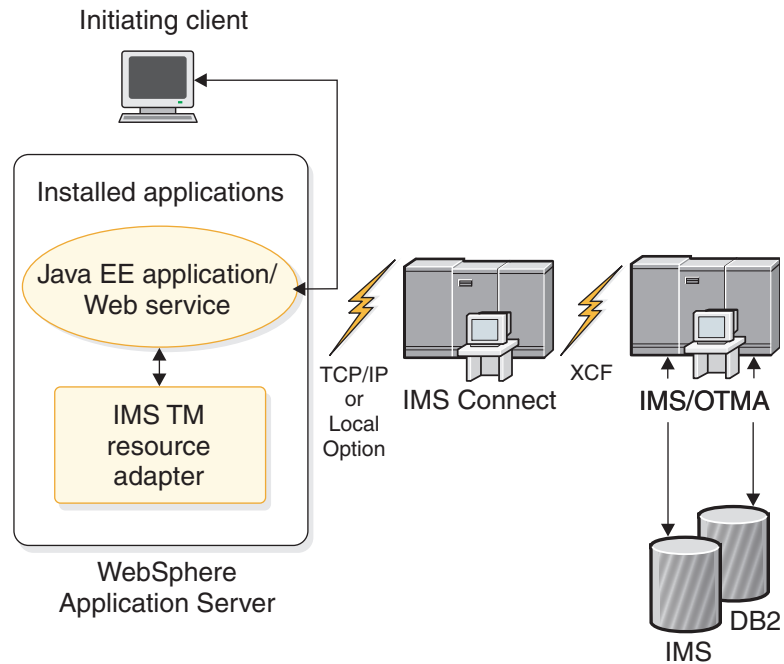 Initiating client
Installed applications
Java EE application/
Web service
IMS TM
resource
adapter
WebSphere
Application Server
TCP/IP
or
Local
Option
IMS Connect
XCF
IMS/OTMA
DB2
IMS